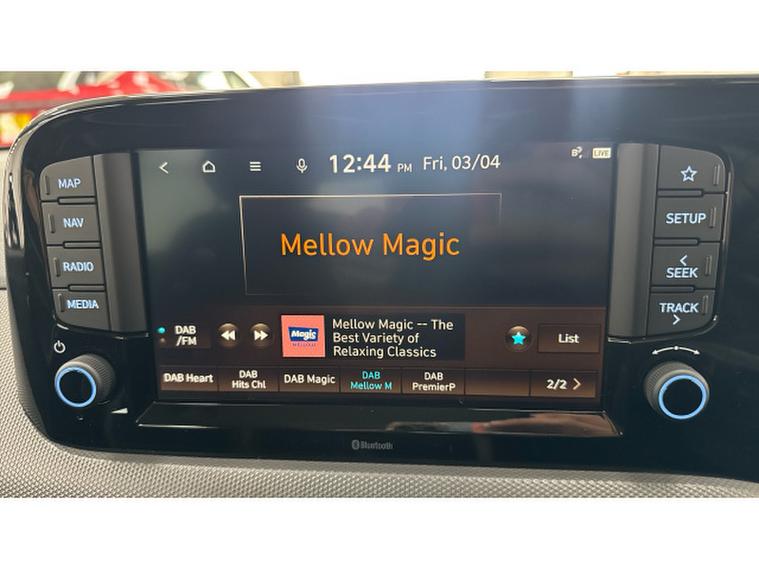 12:44 PM Fri, 03/04
LIVE
MAP
NAV
RADIO
MEDIA
Mellow Magic
SETUP
< SEEK
TRACK >
DAB
/FM
Magic
MELLOW
Mellow Magic -- The
Best Variety of
Relaxing Classics
List
DAB Heart
DAB
Hits Chl
DAB Magic
DAB
Mellow M
DAB
PremierP
2/2 >
Bluetooth